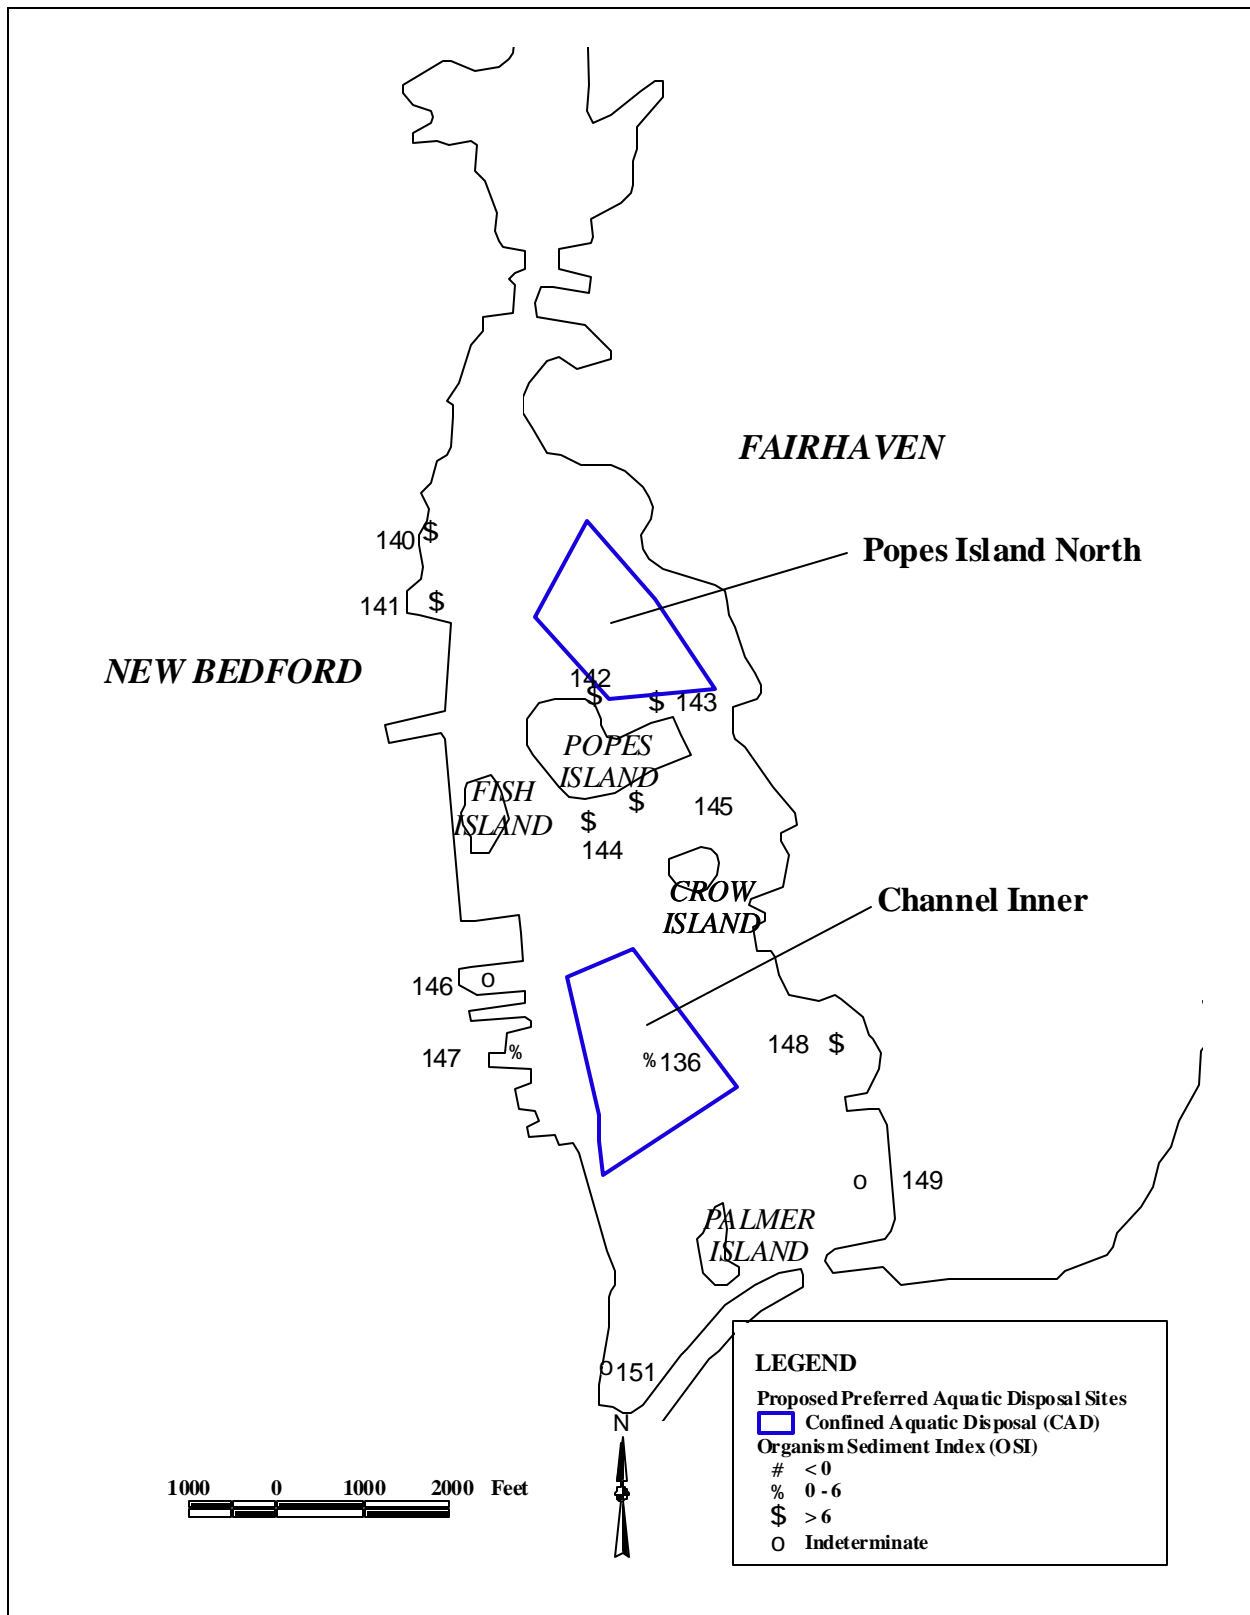 FAIRHAVEN
140 $
Popes Island North
141 $
NEW BEDFORD
142
$
$ 143
POPES
ISLAND
FISH
ISLAND
$ 145
$
144
CROW
ISLAND
Channel Inner
146 o
147 %
% 136
148 $
o 149
PALMER
ISLAND
o 151
N
1000 0 1000 2000 Feet
LEGEND
Proposed Preferred Aquatic Disposal Sites
Confined Aquatic Disposal (CAD)
Organism Sediment Index (OSI)
# < 0
% 0 - 6
$ > 6
o Indeterminate